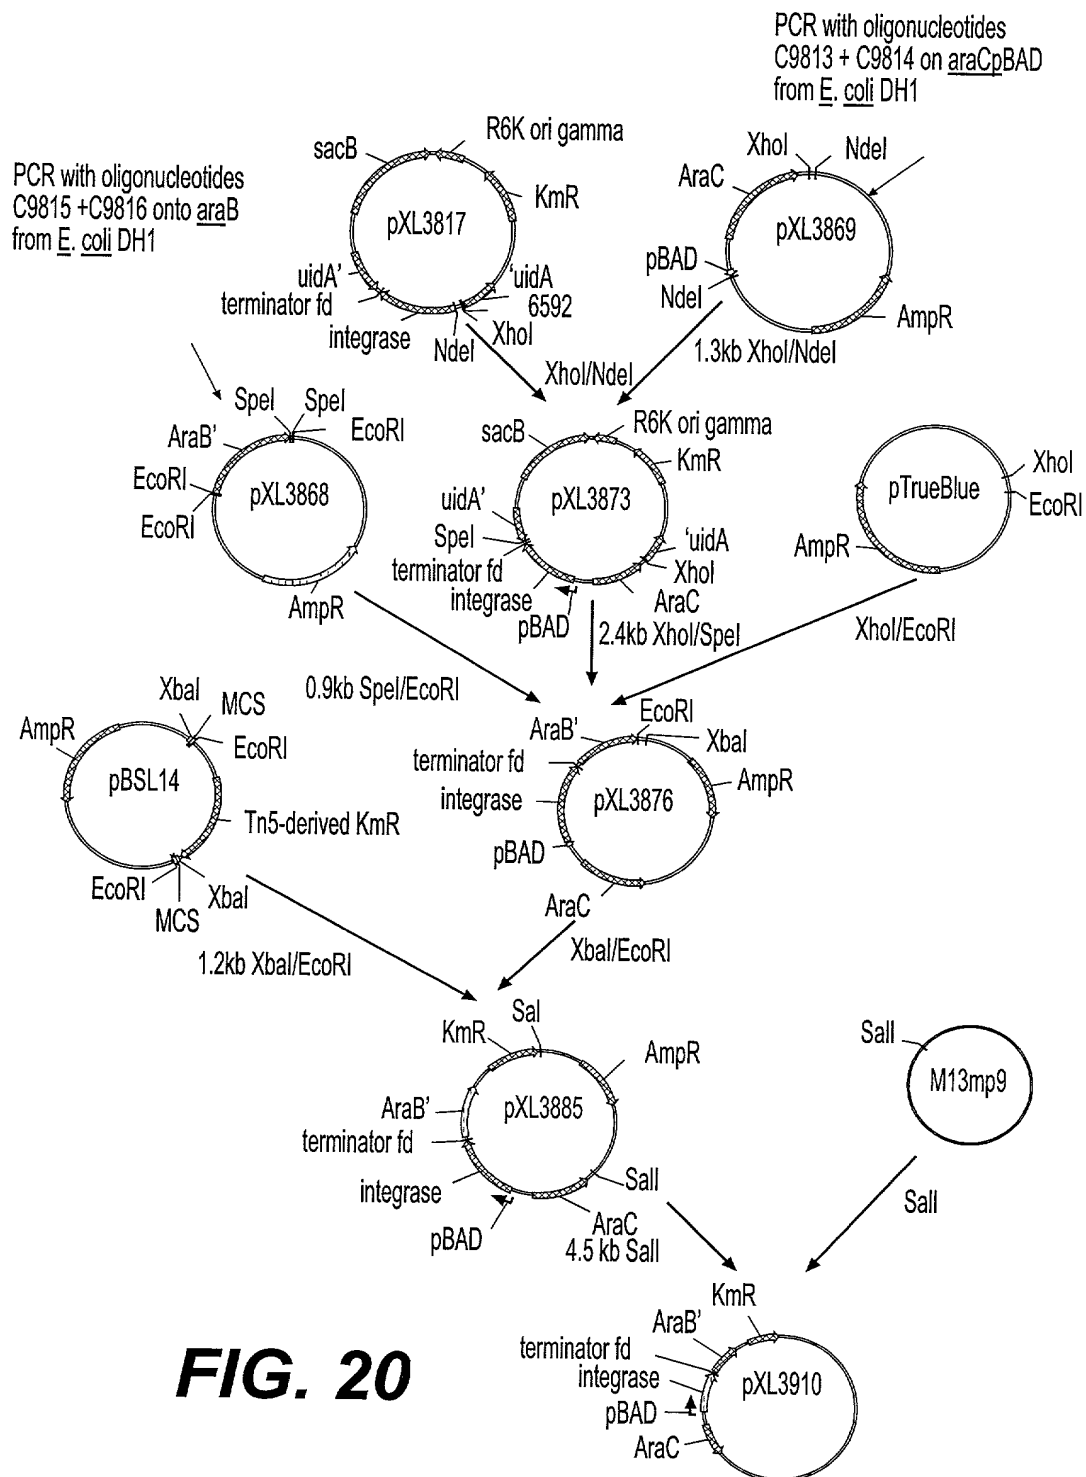 PCR with oligonucleotides
C9813 + C9814 on araCpBAD
from E. coli DH1
PCR with oligonucleotides
C9815 +C9816 onto araB
from E. coli DH1
sacB
R6K ori gamma
KmR
pXL3817
uidA'
terminator fd
integrase
NdeI
XhoI
'uidA
6592
XhoI
NdeI
AraC
pXL3869
pBAD
NdeI
AmpR
XhoI/NdeI
1.3kb XhoI/NdeI
SpeI
SpeI
EcoRI
AraB'
EcoRI
EcoRI
pXL3868
AmpR
sacB
R6K ori gamma
KmR
pXL3873
uidA'
SpeI
terminator fd
integrase
pBAD
'uidA
XhoI
AraC
pTrueBlue
XhoI
EcoRI
AmpR
0.9kb SpeI/EcoRI
2.4kb XhoI/SpeI
XhoI/EcoRI
XbaI
MCS
EcoRI
AmpR
pBSL14
Tn5-derived KmR
EcoRI
MCS
XbaI
AraB'
EcoRI
XbaI
terminator fd
AmpR
integrase
pXL3876
pBAD
AraC
1.2kb XbaI/EcoRI
XbaI/EcoRI
KmR
SaI
AmpR
pXL3885
AraB'
terminator fd
integrase
pBAD
SalI
AraC
4.5 kb SalI
SalI
M13mp9
SalI
KmR
AraB'
terminator fd
integrase
pXL3910
pBAD
AraC
FIG. 20